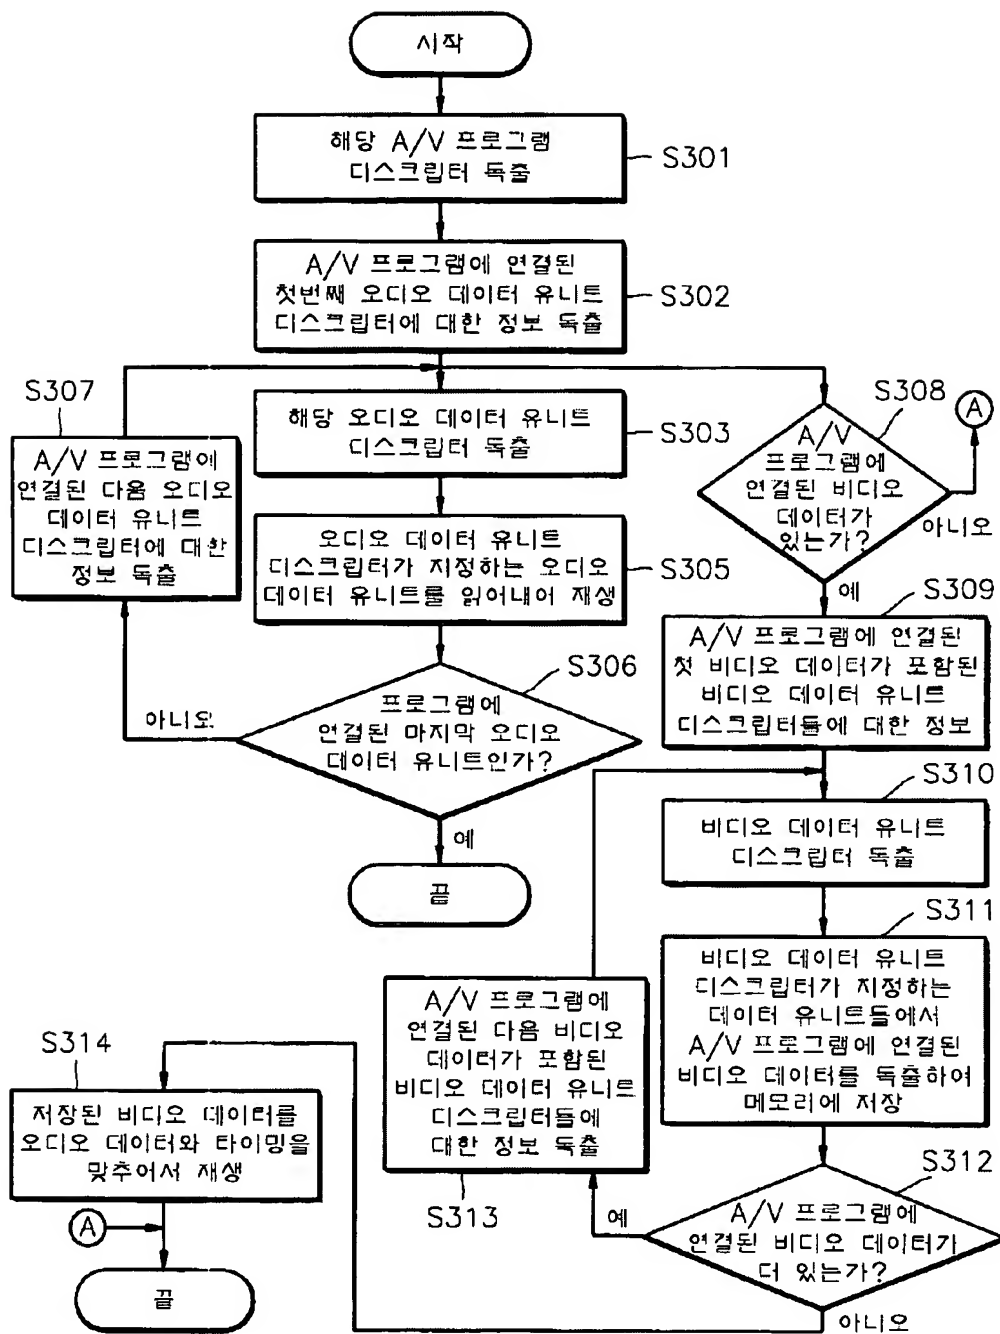 시작
해당 A/V 프로그램
디스크립터 독출
S301
A/V 프로그램에 연결된
첫번째 오디오 데이터 유니트
디스크립터에 대한 정보 독출
S302
S307
A/V 프로그램에
연결된 다음 오디오
데이터 유니트
디스크립터에 대한
정보 독출
해당 오디오 데이터 유니트
디스크립터 독출
S303
오디오 데이터 유니트
디스크립터가 지정하는 오디오
데이터 유니트를 읽어내어 재생
S305
S306
프로그램에
연결된 마지막 오디오
데이터 유니트인가?
아니오
예
끝
S308
A
A/V
프로그램에
연결된 비디오
데이터가
있는가?
아니오
예
S309
A/V 프로그램에 연결된
첫 비디오 데이터가 포함된
비디오 데이터 유니트
디스크립터들에 대한 정보
S310
비디오 데이터 유니트
디스크립터 독출
S311
비디오 데이터 유니트
디스크립터가 지정하는
데이터 유니트들에서
A/V 프로그램에 연결된
비디오 데이터를 독출하여
메모리에 저장
S312
A/V 프로그램에
연결된 비디오 데이터가
더 있는가?
예
아니오
A/V 프로그램에
연결된 다음 비디오
데이터가 포함된
비디오 데이터 유니트
디스크립터들에
대한 정보 독출
S313
S314
저장된 비디오 데이터를
오디오 데이터와 타이밍을
맞추어서 재생
A
끝